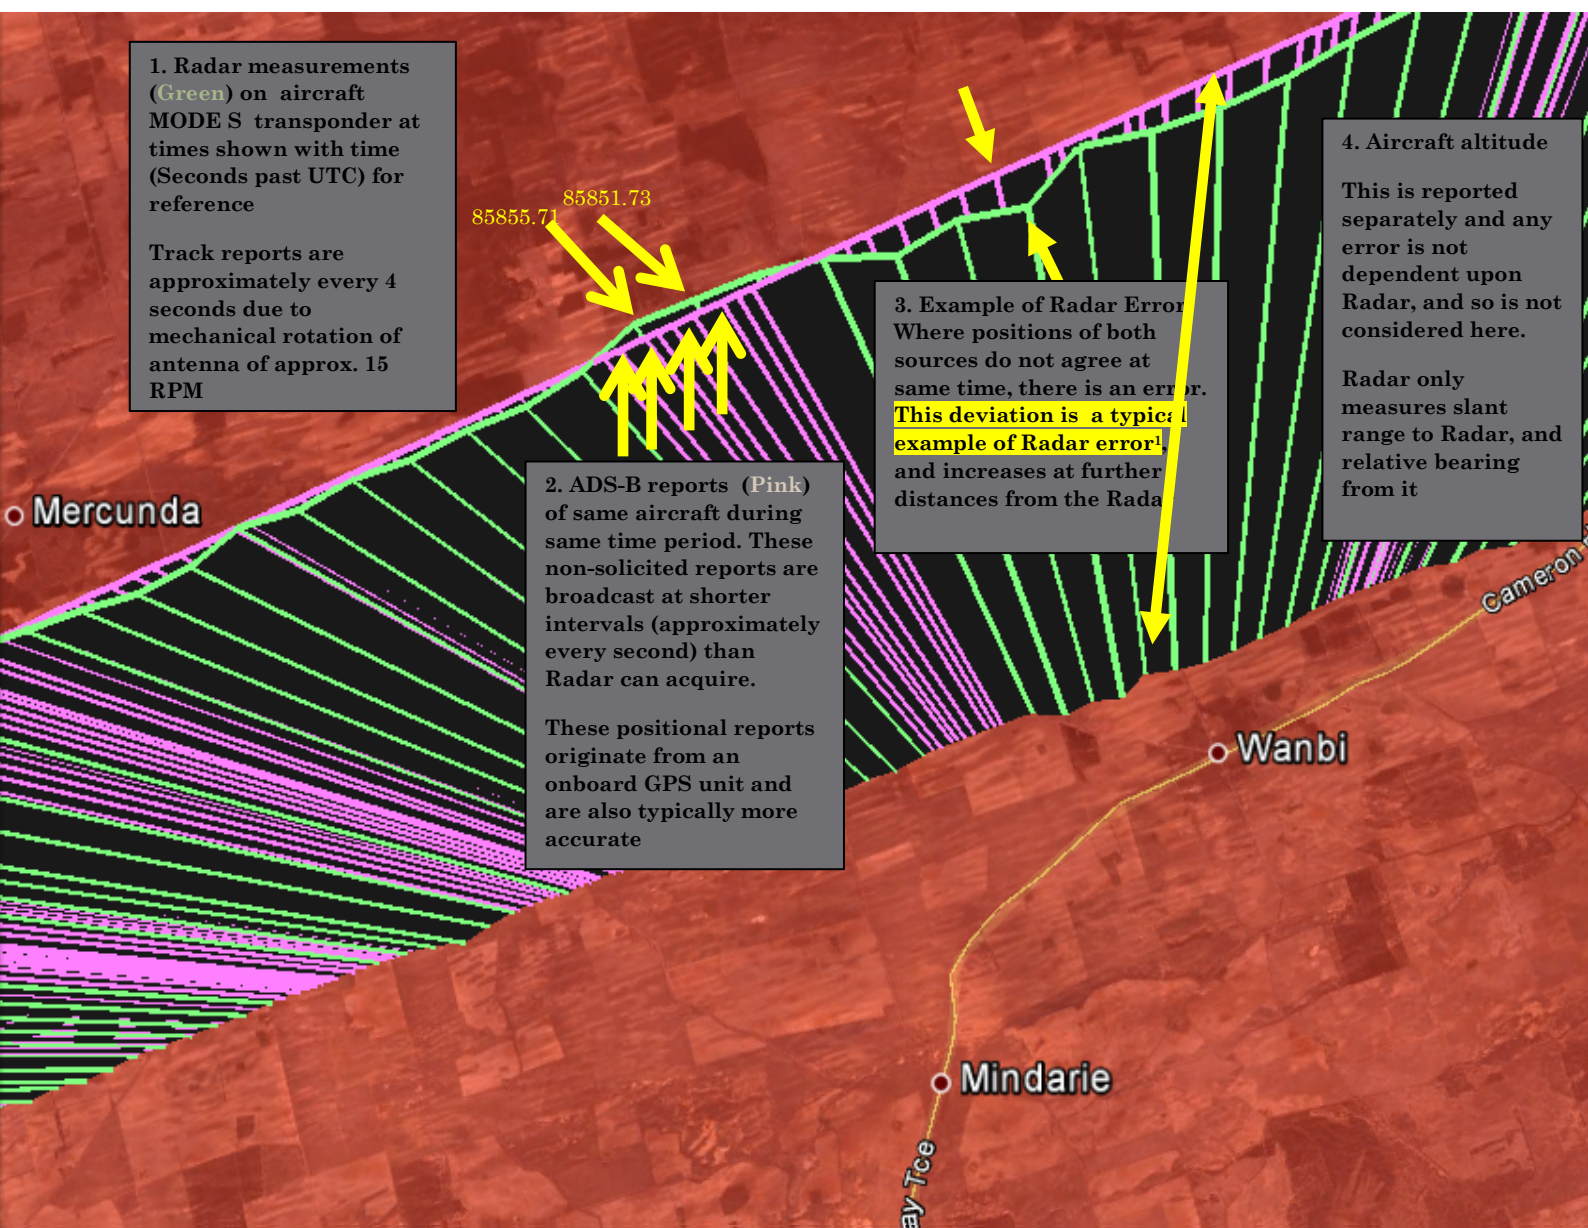 1. Radar measurements
(Green) on aircraft
MODE S transponder at
times shown with time
(Seconds past UTC) for
reference
Track reports are
approximately every 4
seconds due to
mechanical rotation of
antenna of approx. 15
RPM
85855.71
85851.73
2. ADS-B reports (Pink)
of same aircraft during
same time period. These
non-solicited reports are
broadcast at shorter
intervals (approximately
every second) than
Radar can acquire.
These positional reports
originate from an
onboard GPS unit and
are also typically more
accurate
3. Example of Radar Error
Where positions of both
sources do not agree at
same time, there is an error.
This deviation is a typical
example of Radar error¹,
and increases at further
distances from the Rada
4. Aircraft altitude
This is reported
separately and any
error is not
dependent upon
Radar, and so is not
considered here.
Radar only
measures slant
range to Radar, and
relative bearing
from it
Mercunda
Cameron
Wanbi
Mindarie
ay Tce